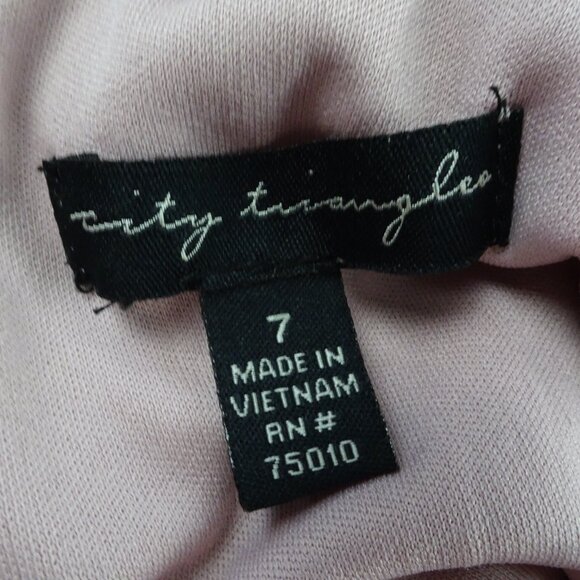 city triangles
7
MADE IN
VIETNAM
RN #
75010